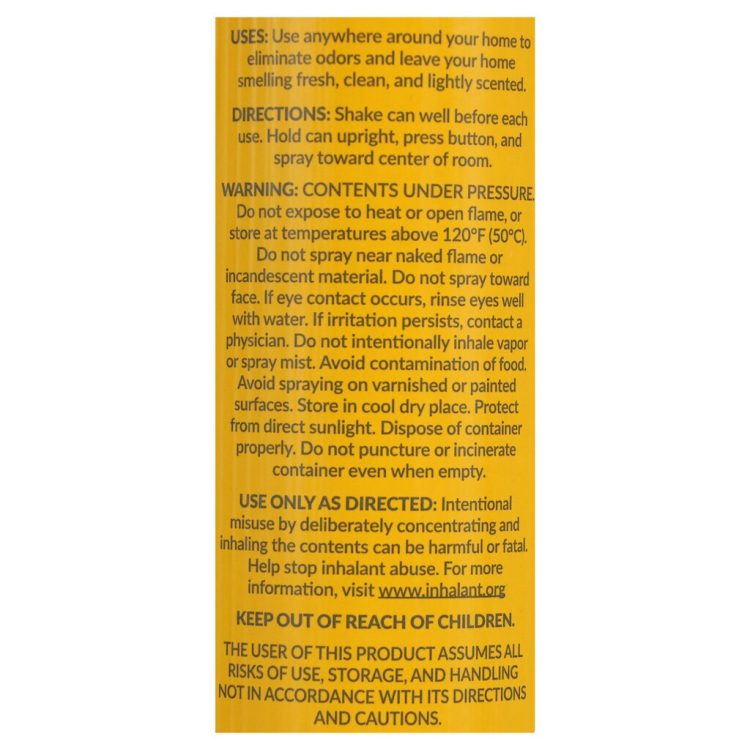 USES: Use anywhere around your home to
eliminate odors and leave your home
smelling fresh, clean, and lightly scented.
DIRECTIONS: Shake can well before each
use. Hold can upright, press button, and
spray toward center of room.
WARNING: CONTENTS UNDER PRESSURE.
Do not expose to heat or open flame, or
store at temperatures above 120°F (50°C).
Do not spray near naked flame or
incandescent material. Do not spray toward
face. If eye contact occurs, rinse eyes well
with water. If irritation persists, contact a
physician. Do not intentionally inhale vapor
or spray mist. Avoid contamination of food.
Avoid spraying on varnished or painted
surfaces. Store in cool dry place. Protect
from direct sunlight. Dispose of container
properly. Do not puncture or incinerate
container even when empty.
USE ONLY AS DIRECTED: Intentional
misuse by deliberately concentrating and
inhaling the contents can be harmful or fatal.
Help stop inhalant abuse. For more
information, visit www.inhalant.org
KEEP OUT OF REACH OF CHILDREN.
THE USER OF THIS PRODUCT ASSUMES ALL
RISKS OF USE, STORAGE, AND HANDLING
NOT IN ACCORDANCE WITH ITS DIRECTIONS
AND CAUTIONS.